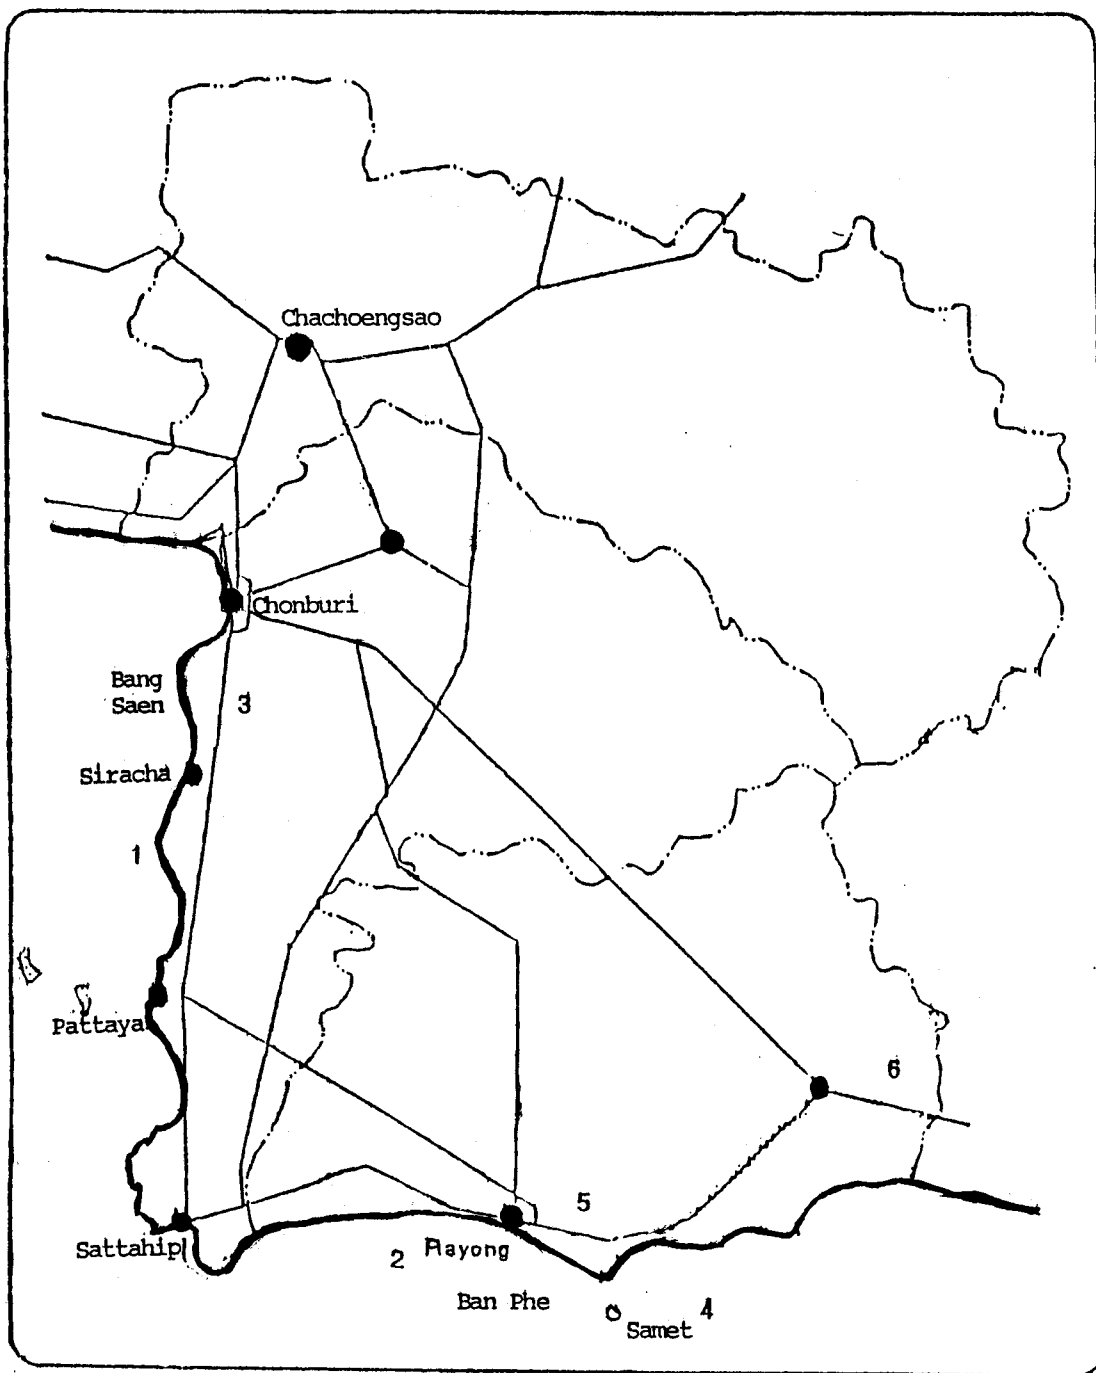 Chachoengsao
Chonburi
Bang
Saen
3
Siracha
1
Pattaya
6
5
Sattahip
2
Rayong
Ban Phe
4
Samet